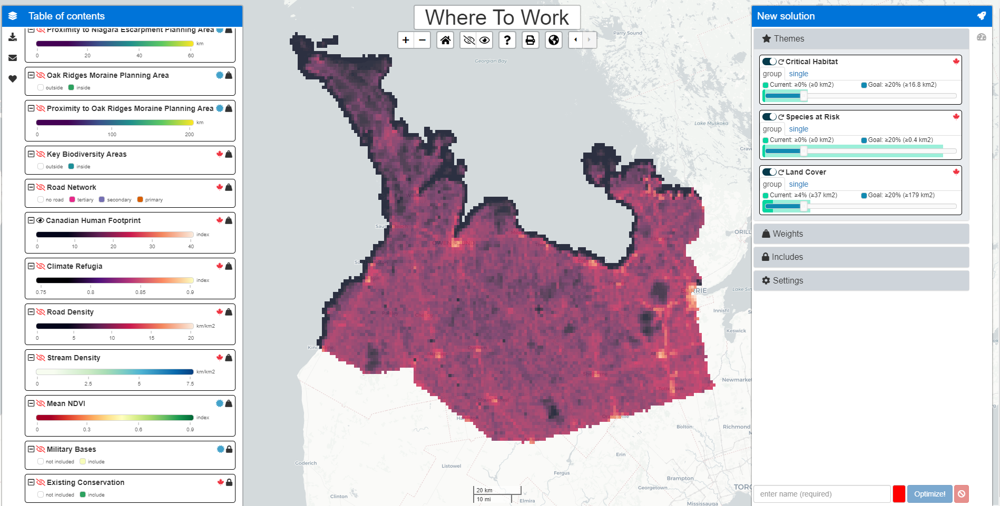 Table of contents
Proximity to Niagara Escarpment Planning Area
km
0 20 40 60
Oak Ridges Moraine Planning Area
outside inside
Proximity to Oak Ridges Moraine Planning Area
km
0 100 200
Key Biodiversity Areas
outside inside
Road Network
no road tertiary secondary primary
Canadian Human Footprint
index
0 10 20 30 40
Climate Refugia
index
0.75 0.8 0.85 0.9
Road Density
km/km2
0 5 10 15 20
Stream Density
km/km2
0 2.5 5 7.5
Mean NDVI
index
0 0.3 0.6 0.9
Military Bases
not included include
Existing Conservation
not included include
Where To Work
Parry Sound
Georgian Bay
Lake Muskoka
OWEN SOUND
Innisfil
Keswick
Newmarket
Bolton
Richmond
Erin
Goderich
Listowel
Fergus
Brampton
Georgetown
Clinton
Elmira
Mississauga
20 km
10 mi
New solution
Themes
Critical Habitat
group single
Current: ≥0% (≥0 km2) Goal: ≥20% (≥16.8 km2)
Species at Risk
group single
Current: ≥0% (≥0 km2) Goal: ≥20% (≥0.4 km2)
Land Cover
group single
Current: ≥4% (≥37 km2) Goal: ≥20% (≥179 km2)
Weights
Includes
Settings
enter name (required) Optimize!